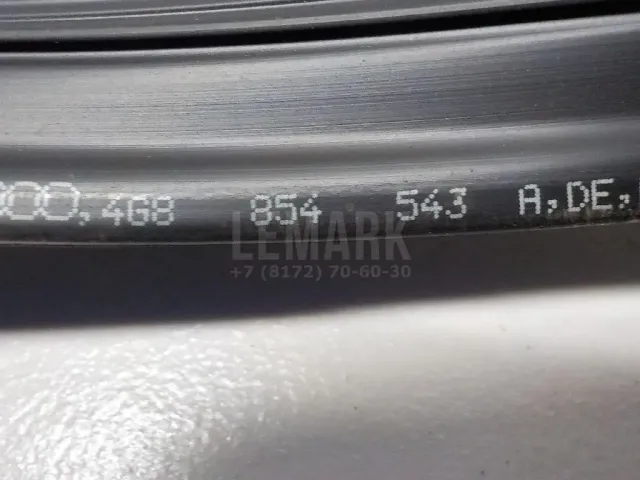 ,4G8 854 543 A,DE,
LEMARK
+7 (8172) 70-60-30